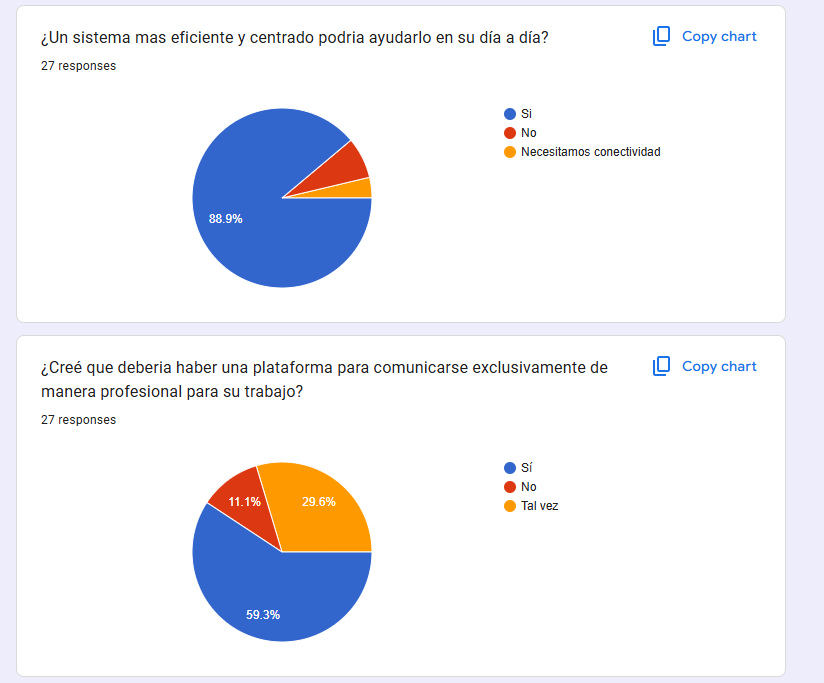 ¿Un sistema mas eficiente y centrado podria ayudarlo en su día a día?
Copy chart
27 responses
Si
No
Necesitamos conectividad
88.9%
¿Creé que deberia haber una plataforma para comunicarse exclusivamente de
manera profesional para su trabajo?
Copy chart
27 responses
Sí
No
Tal vez
11.1%
29.6%
59.3%